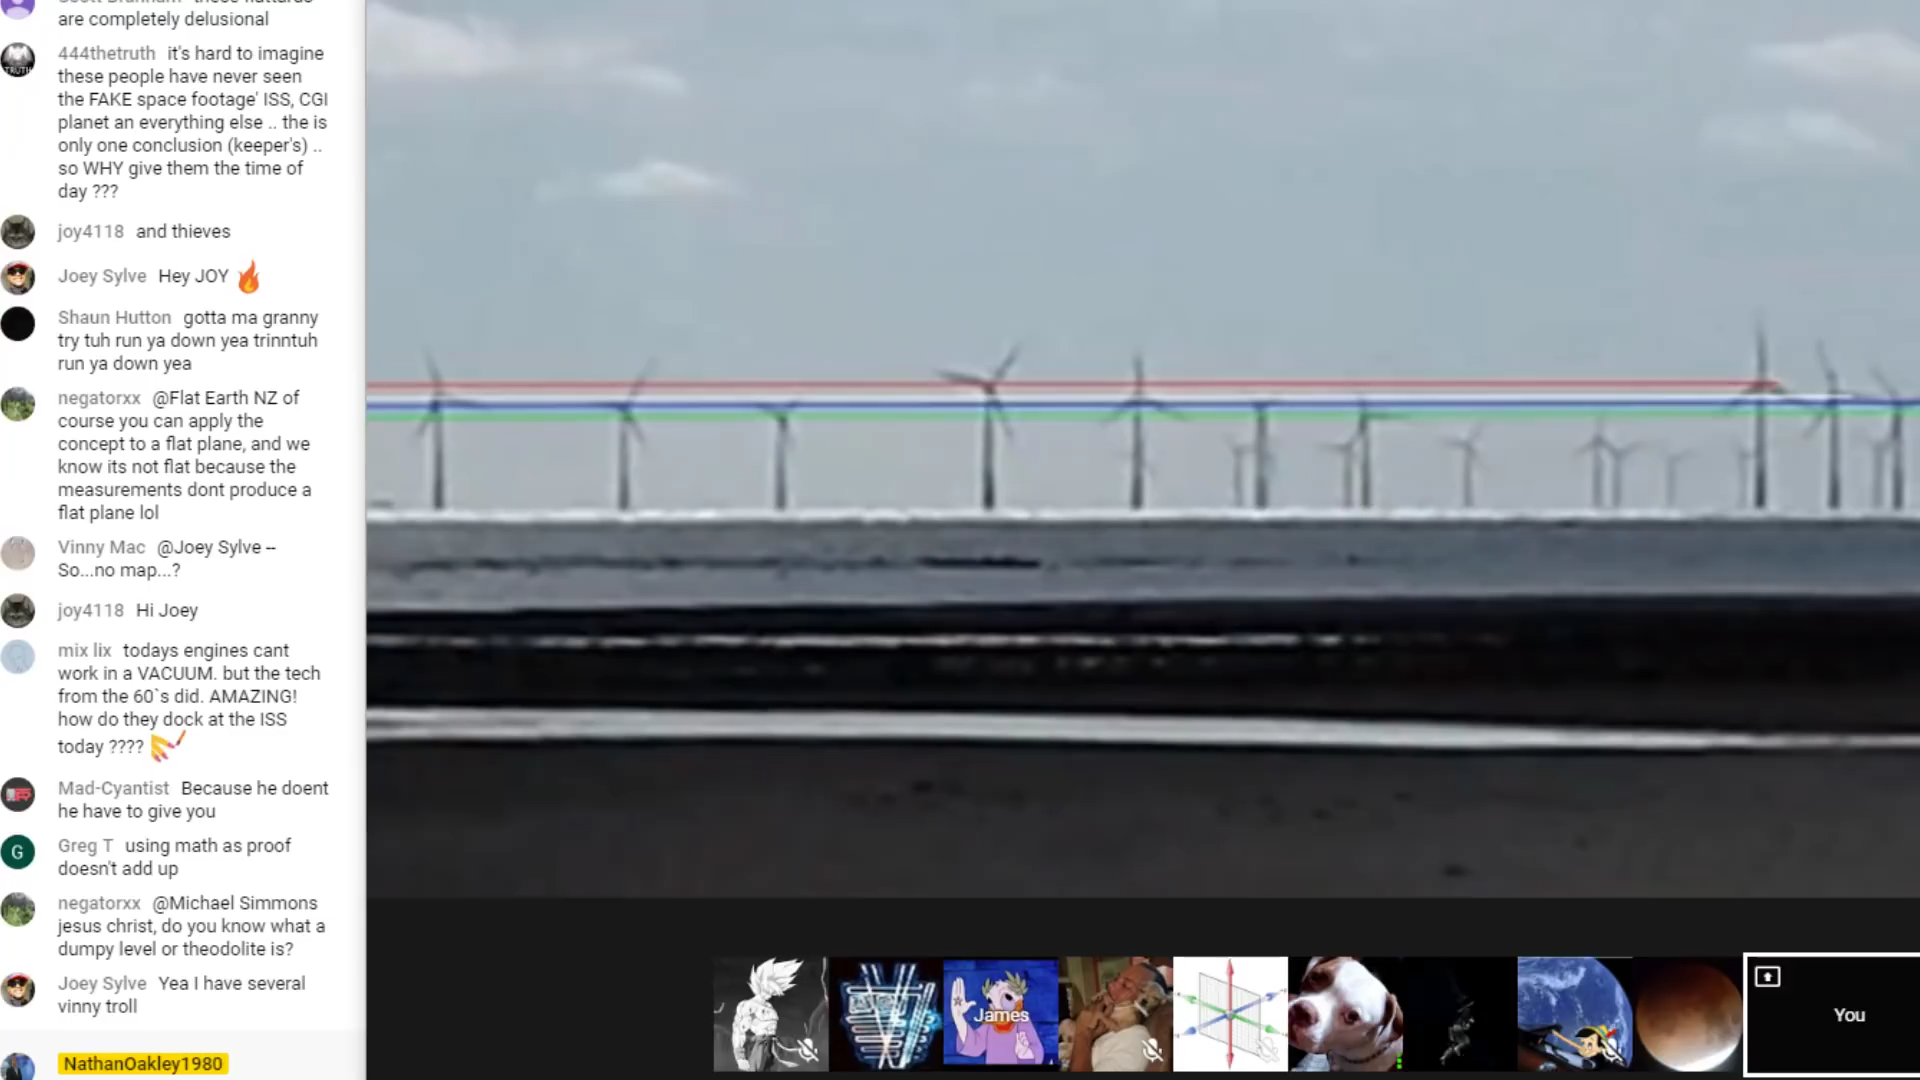 are completely delusional
444thetruth it's hard to imagine
these people have never seen
the FAKE space footage' ISS, CGI
planet an everything else .. the is
only one conclusion (keeper's) ..
so WHY give them the time of
day ???
joy4118 and thieves
Joey Sylve Hey JOY
Shaun Hutton gotta ma granny
try tuh run ya down yea trinntuh
run ya down yea
negatorxx @Flat Earth NZ of
course you can apply the
concept to a flat plane, and we
know its not flat because the
measurements dont produce a
flat plane lol
Vinny Mac @Joey Sylve --
So...no map...?
joy4118 Hi Joey
mix lix todays engines cant
work in a VACUUM. but the tech
from the 60`s did. AMAZING!
how do they dock at the ISS
today ????
Mad-Cyantist Because he doent
he have to give you
G
Greg T using math as proof
doesn't add up
negatorxx @Michael Simmons
jesus christ, do you know what a
dumpy level or theodolite is?
Joey Sylve Yea I have several
vinny troll
NathanOakley1980
James
You